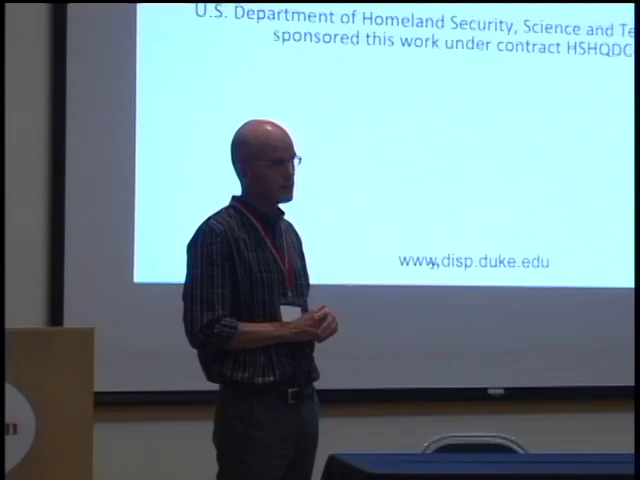 U.S. Department of Homeland Security, Science and Te
sponsored this work under contract HSHQDC
www.disp.duke.edu
n